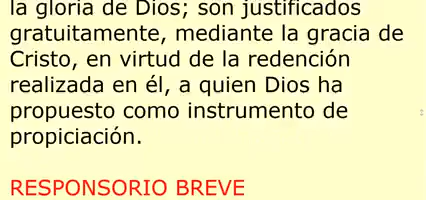 la gloria de Dios; son justificados
gratuitamente, mediante la gracia de
Cristo, en virtud de la redención
realizada en él, a quien Dios ha
propuesto como instrumento de
propiciación.
RESPONSORIO BREVE